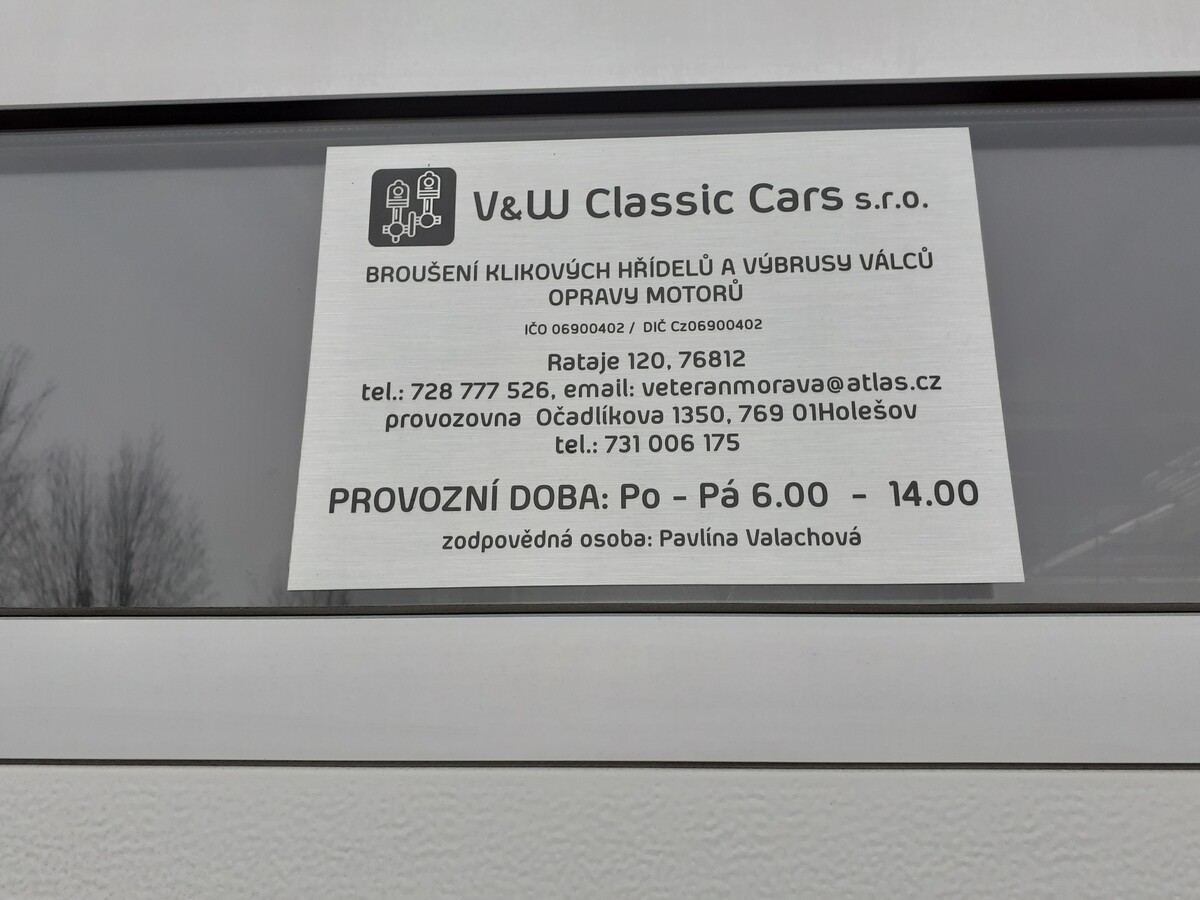 V&W Classic Cars s.r.o.
BROUŠENÍ KLIKOVÝCH HŘÍDELŮ A VÝBRUSY VÁLCŮ
OPRAVY MOTORŮ
IČO 06900402 / DIČ Cz06900402
Rataje 120, 76812
tel.: 728 777 526, email: veteranmorava@atlas.cz
provozovna Očadlíkova 1350, 769 01Holešov
tel.: 731 006 175
PROVOZNÍ DOBA: Po - Pá 6.00 - 14.00
zodpovědná osoba: Pavlína Valachová